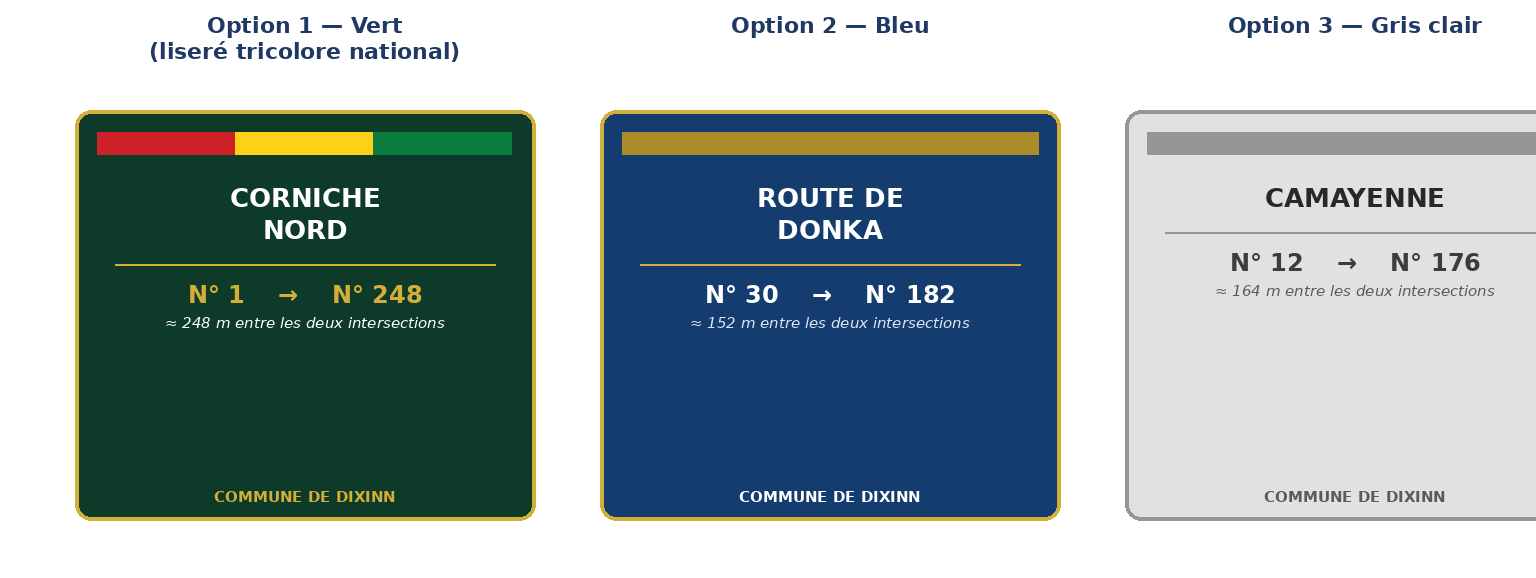 Option 1 — Vert
(liseré tricolore national)
CORNICHE
NORD
N° 1 → N° 248
≈ 248 m entre les deux intersections
COMMUNE DE DIXINN
Option 2 — Bleu
ROUTE DE
DONKA
N° 30 → N° 182
≈ 152 m entre les deux intersections
COMMUNE DE DIXINN
Option 3 — Gris clair
CAMAYENNE
N° 12 → N° 176
≈ 164 m entre les deux intersections
COMMUNE DE DIXINN